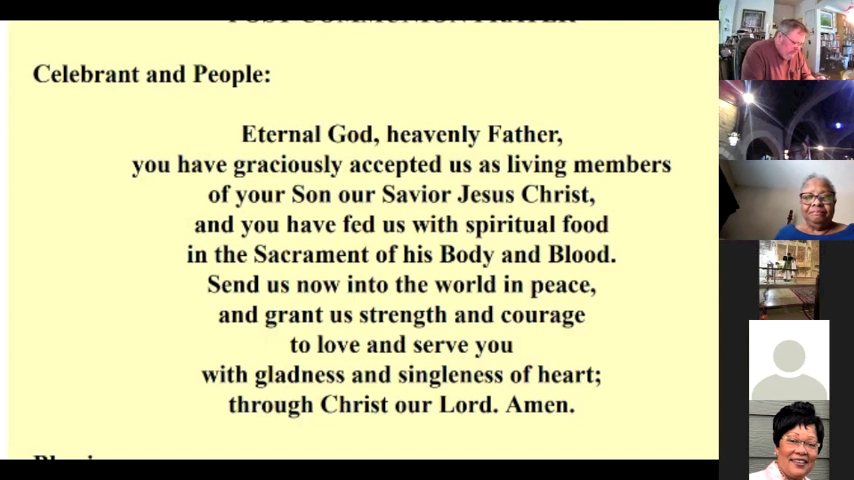 POST COMMUNION PRAYER
Celebrant and People:
Eternal God, heavenly Father,
you have graciously accepted us as living members
of your Son our Savior Jesus Christ,
and you have fed us with spiritual food
in the Sacrament of his Body and Blood.
Send us now into the world in peace,
and grant us strength and courage
to love and serve you
with gladness and singleness of heart;
through Christ our Lord. Amen.